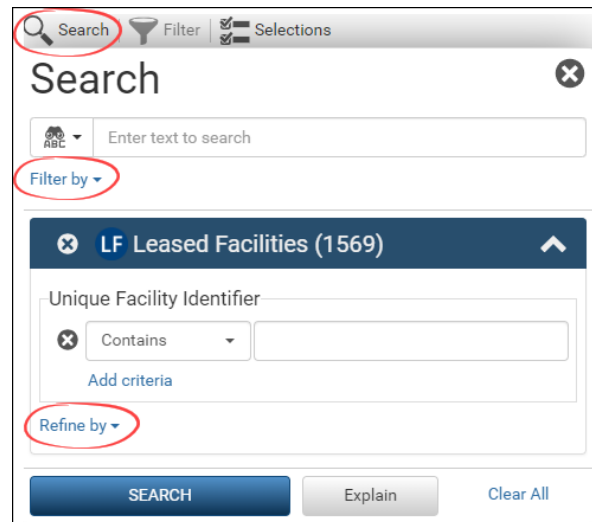 Search Filter Selections
Search
ABC Enter text to search
Filter by
LF Leased Facilities (1569)
Unique Facility Identifier
Contains
Add criteria
Refine by
SEARCH Explain Clear All